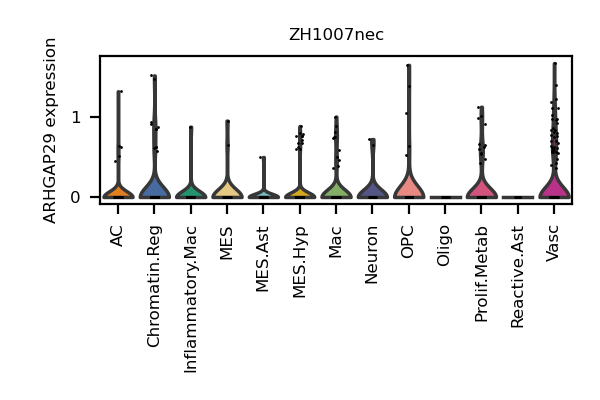 ZH1007nec
ARHGAP29 expression
1
0
AC
Chromatin.Reg
Inflammatory.Mac
MES
MES.Ast
MES.Hyp
Mac
Neuron
OPC
Oligo
Prolif.Metab
Reactive.Ast
Vasc